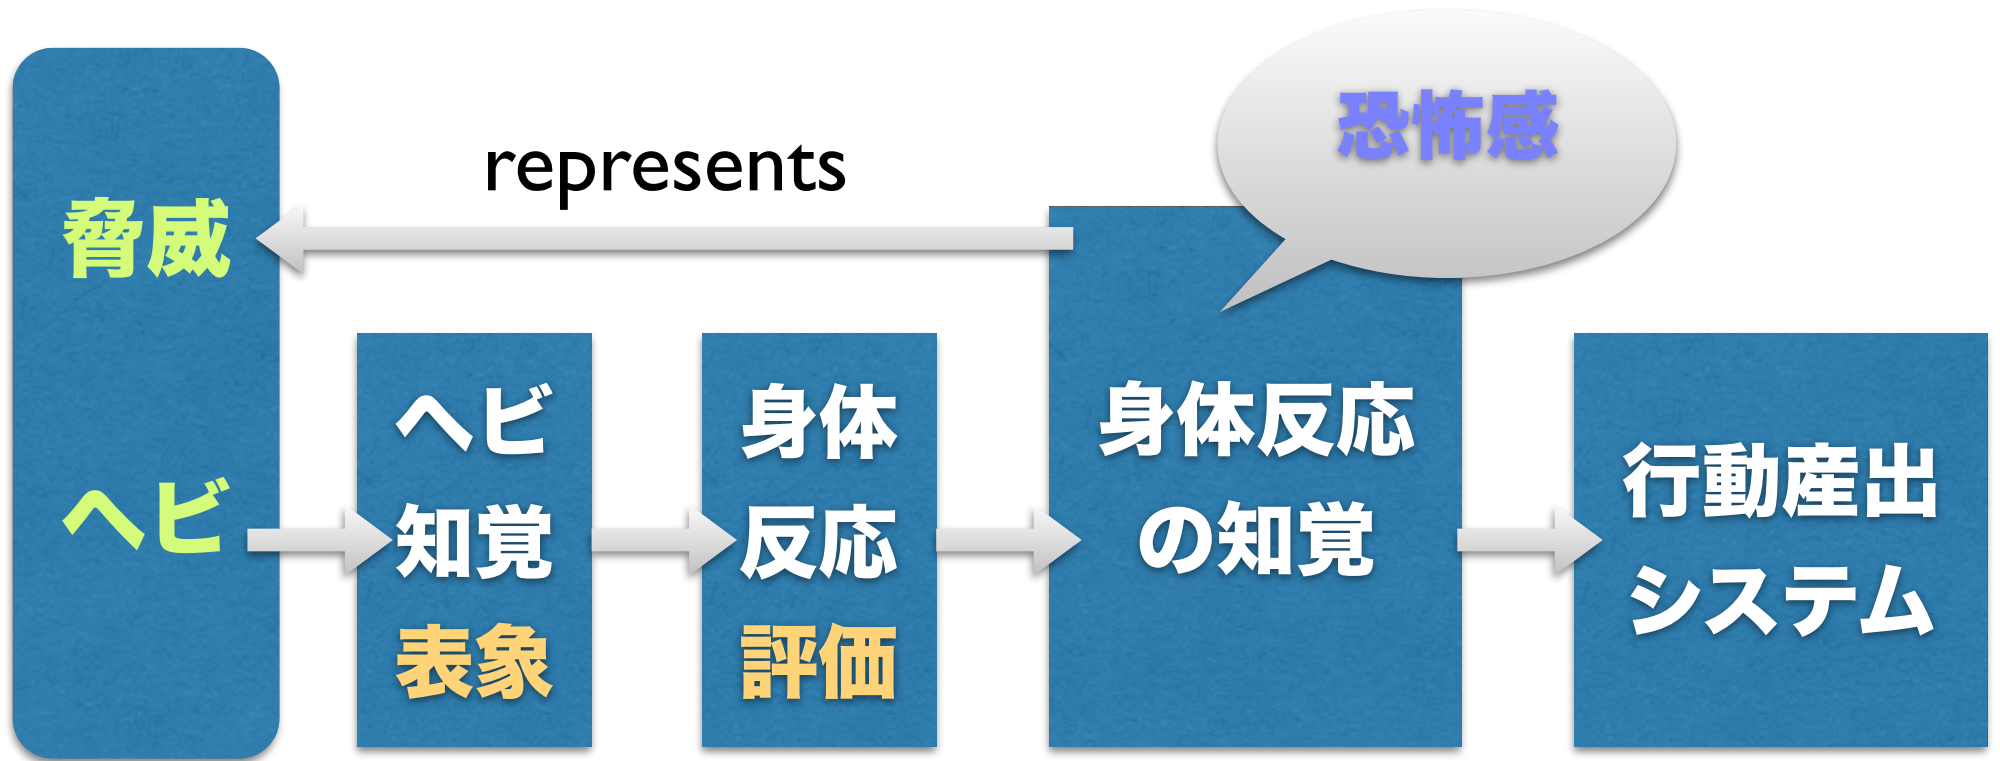 恐怖感
represents
脅威
ヘビ
ヘビ
知覚
表象
身体
反応
評価
身体反応
の知覚
行動産出
システム